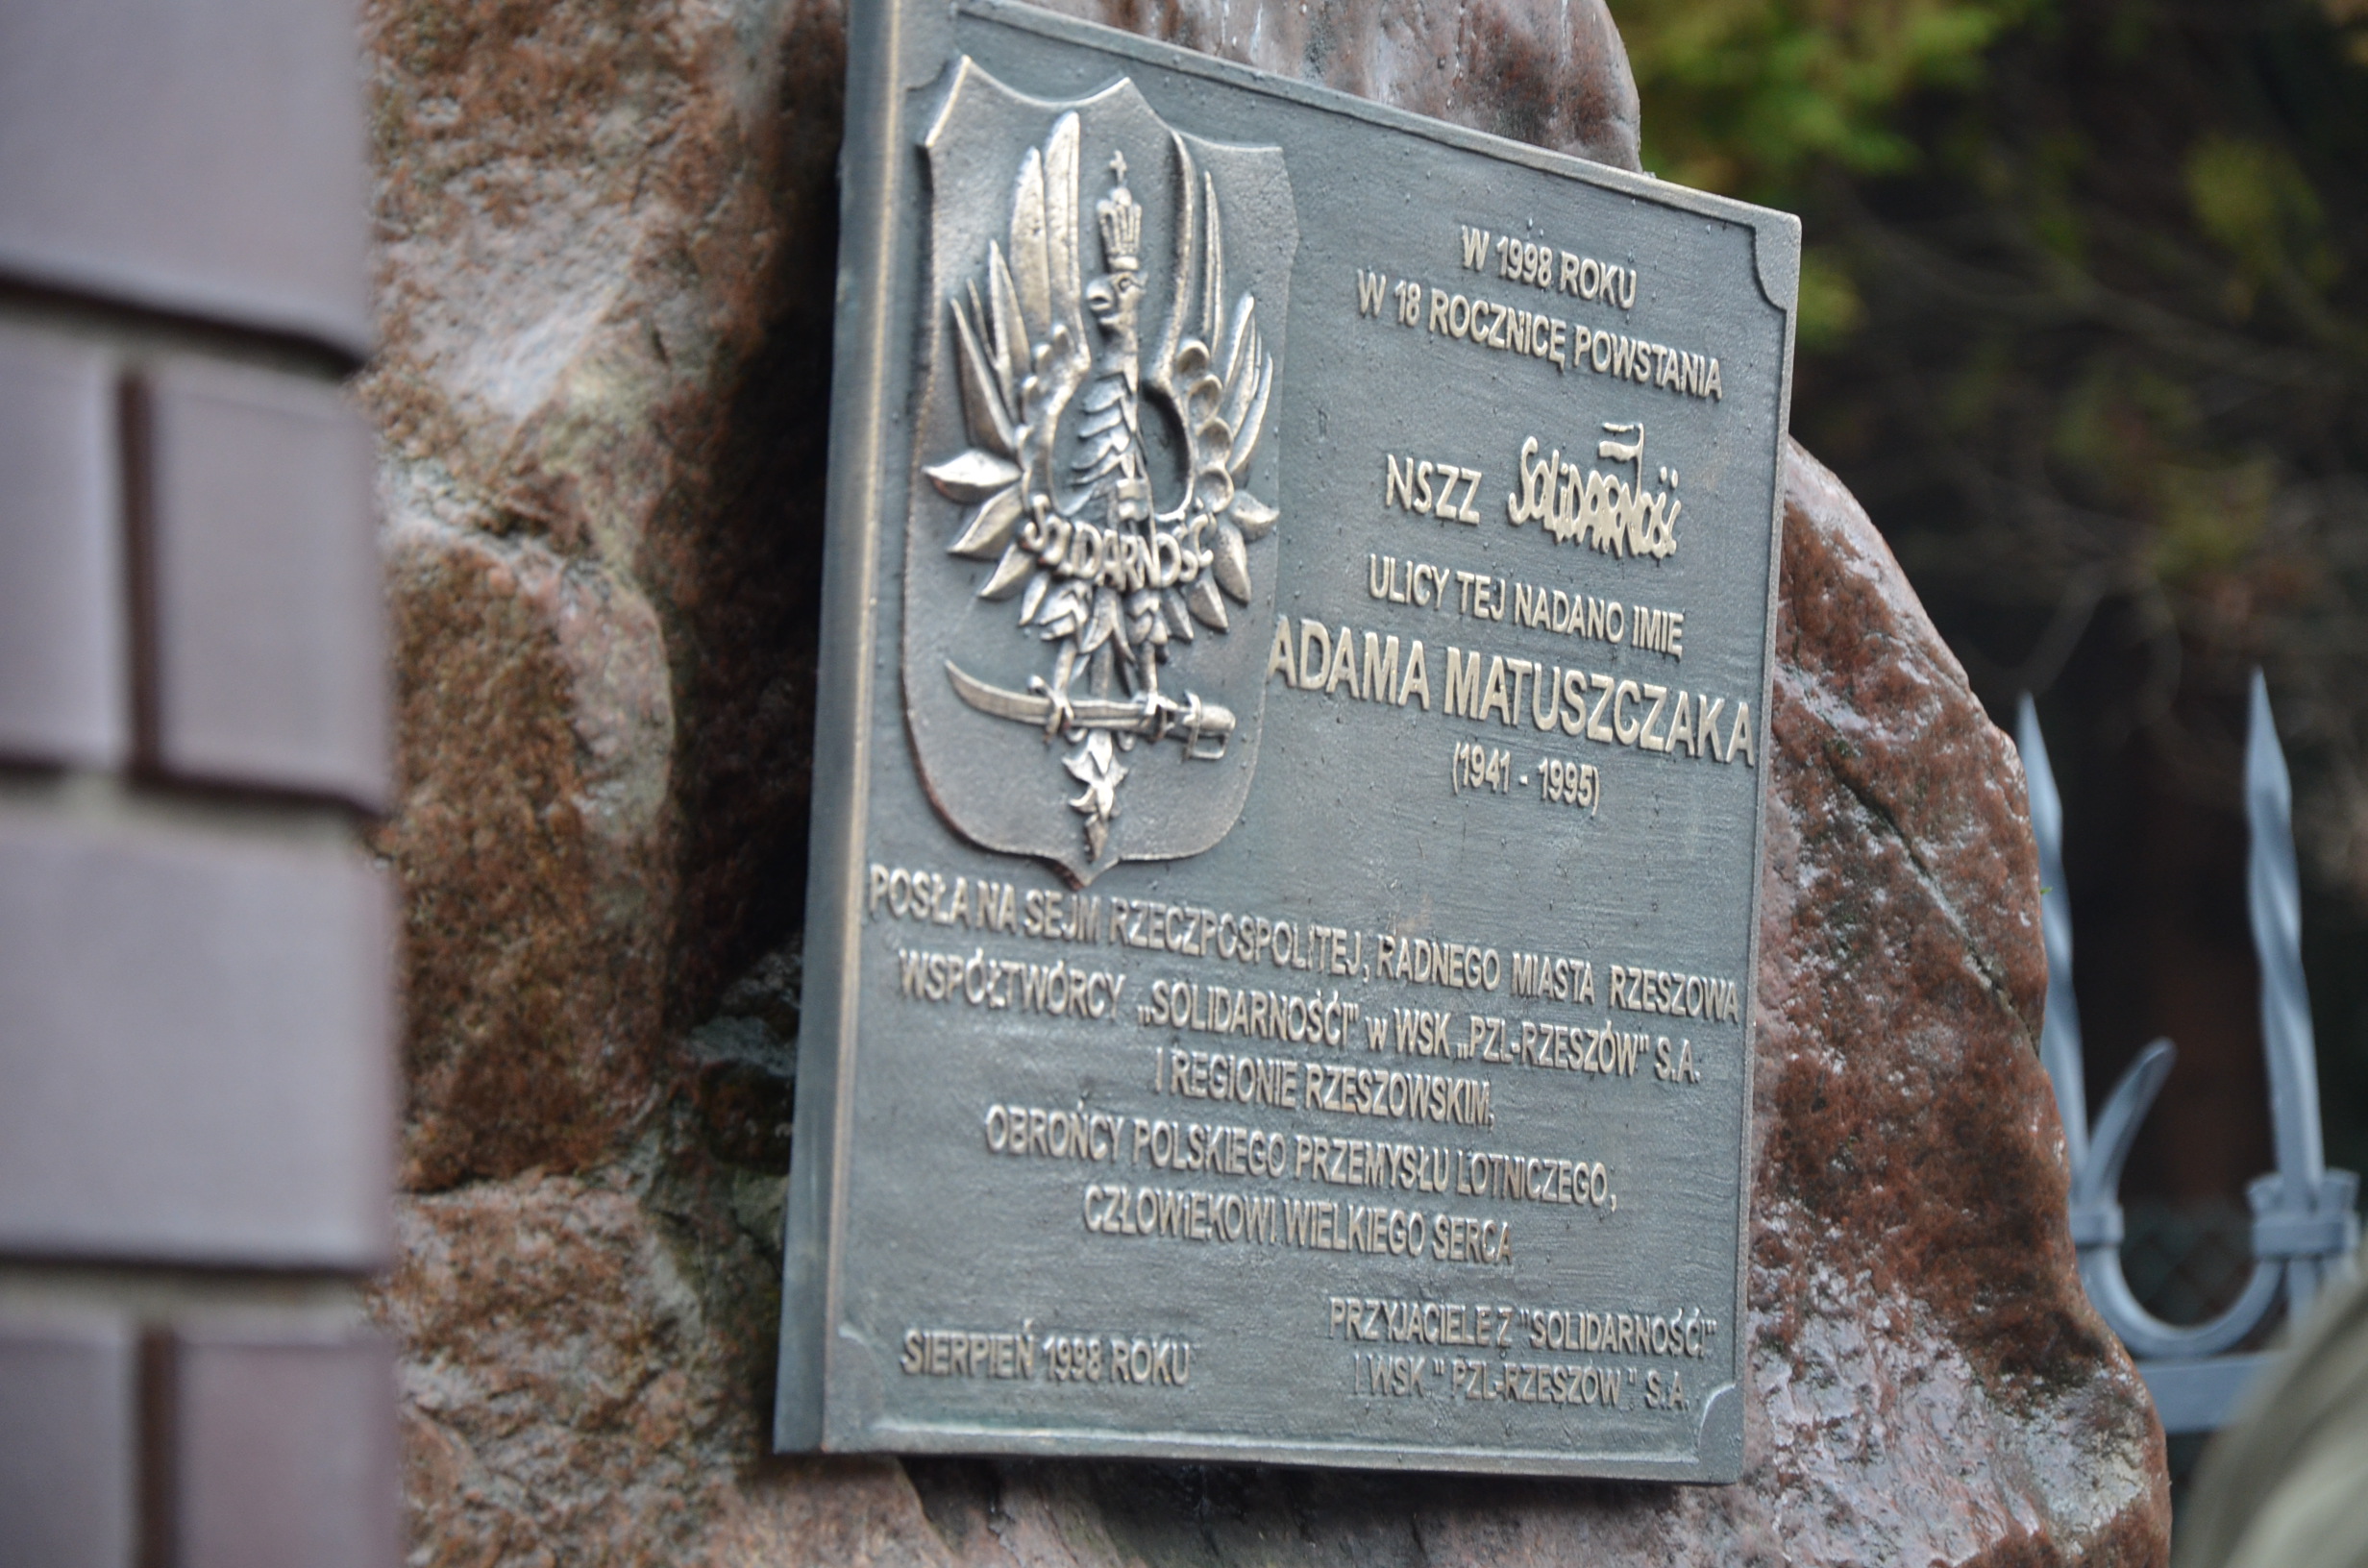 SOLIDARNOŚĆ
W 1998 ROKU
W 18 ROCZNICĘ POWSTANIA
NSZZ SOLIDARNOŚĆ
ULICY TEJ NADANO IMIĘ
ADAMA MATUSZCZAKA
(1941 - 1995)
POSŁA NA SEJM RZECZPOSPOLITEJ, RADNEGO MIASTA RZESZOWA
WSPÓŁTWÓRCY „SOLIDARNOŚĆI" w WSK „PZL-RZESZÓW" S.A.
I REGIONIE RZESZOWSKIM,
OBROŃCY POLSKIEGO PRZEMYSŁU LOTNICZEGO,
CZŁOWIEKOWI WIELKIEGO SERCA
SIERPIEŃ 1998 ROKU
PRZYJACIELE Z "SOLIDARNOŚĆI"
I WSK " PZL-RZESZÓW " S.A.